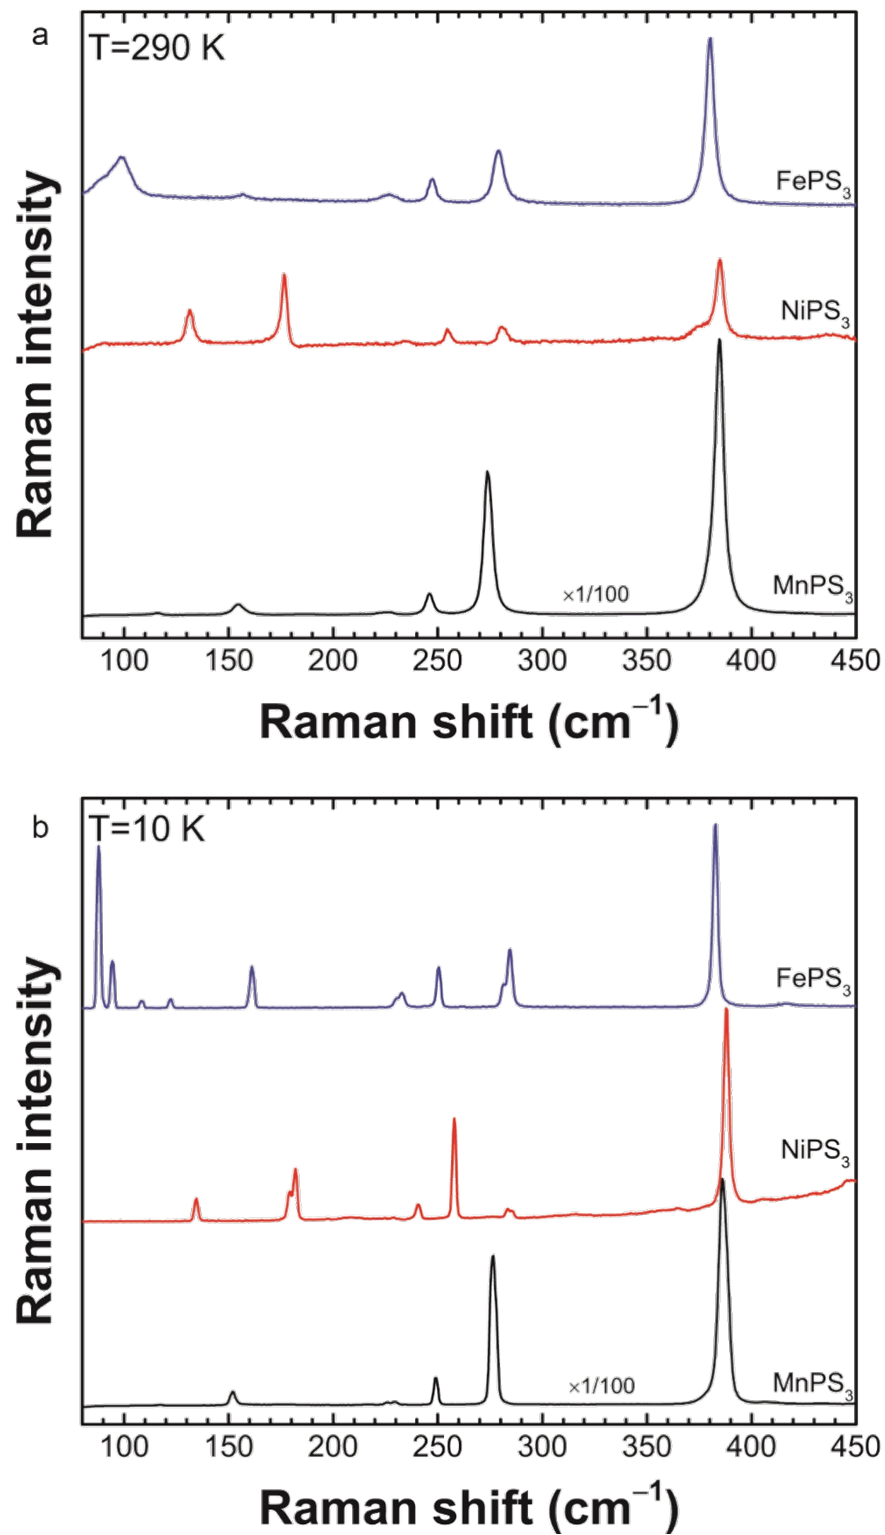 a
T=290 K
FePS3
NiPS3
×1/100
MnPS3
Raman intensity
100 150 200 250 300 350 400 450
Raman shift (cm−1)
b
T=10 K
FePS3
NiPS3
×1/100
MnPS3
Raman intensity
100 150 200 250 300 350 400 450
Raman shift (cm−1)